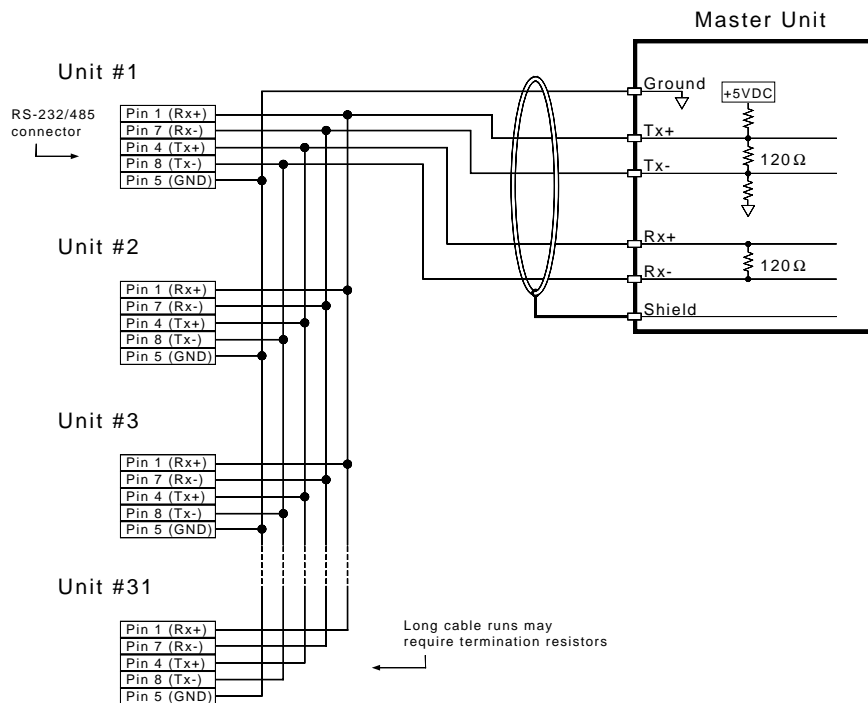 Master Unit
Unit #1
RS-232/485
connector
Pin 1 (Rx+)
Pin 7 (Rx-)
Pin 4 (Tx+)
Pin 8 (Tx-)
Pin 5 (GND)
Ground
+5VDC
Tx+
120Ω
Tx-
Rx+
120Ω
Rx-
Shield
Unit #2
Pin 1 (Rx+)
Pin 7 (Rx-)
Pin 4 (Tx+)
Pin 8 (Tx-)
Pin 5 (GND)
Unit #3
Pin 1 (Rx+)
Pin 7 (Rx-)
Pin 4 (Tx+)
Pin 8 (Tx-)
Pin 5 (GND)
Unit #31
Pin 1 (Rx+)
Pin 7 (Rx-)
Pin 4 (Tx+)
Pin 8 (Tx-)
Pin 5 (GND)
Long cable runs may
require termination resistors